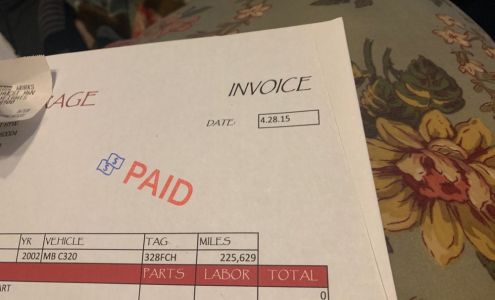 INVOICE
RAGE
DATE: 4.28.15
PAID
YR VEHICLE TAG MILES
2002 MB C320 328FCH 225,629
PARTS LABOR TOTAL
ART 0